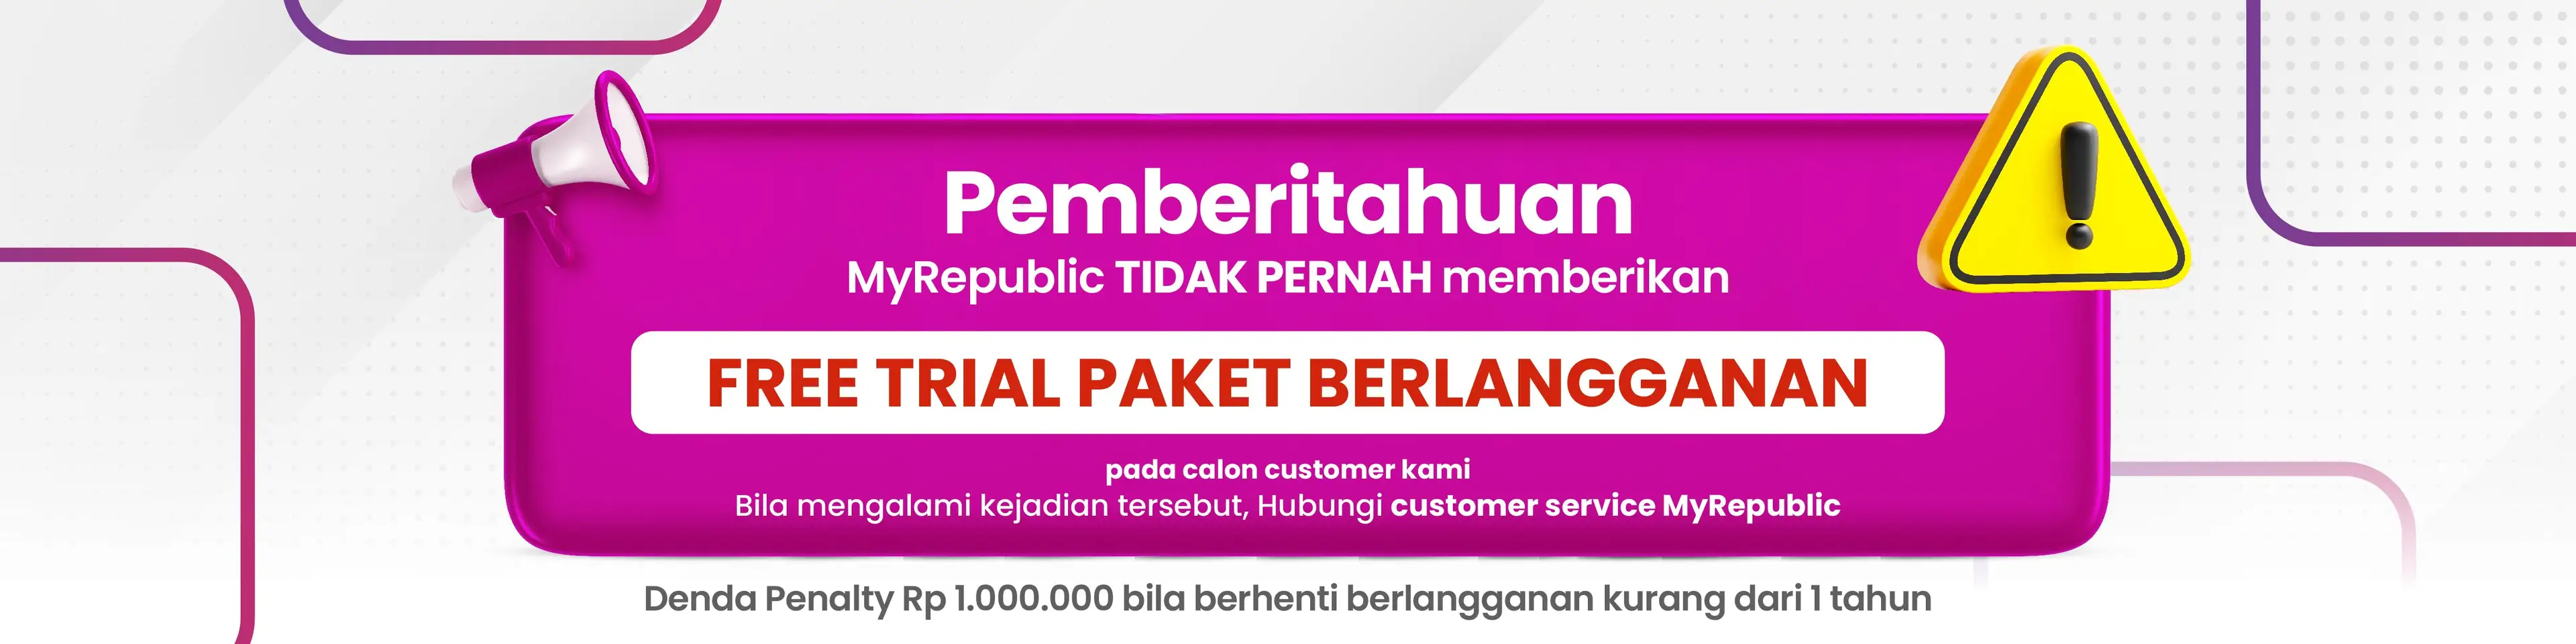 Pemberitahuan
MyRepublic TIDAK PERNAH memberikan
FREE TRIAL PAKET BERLANGGANAN
pada calon customer kami
Bila mengalami kejadian tersebut, Hubungi customer service MyRepublic
Denda Penalty Rp 1.000.000 bila berhenti berlangganan kurang dari 1 tahun